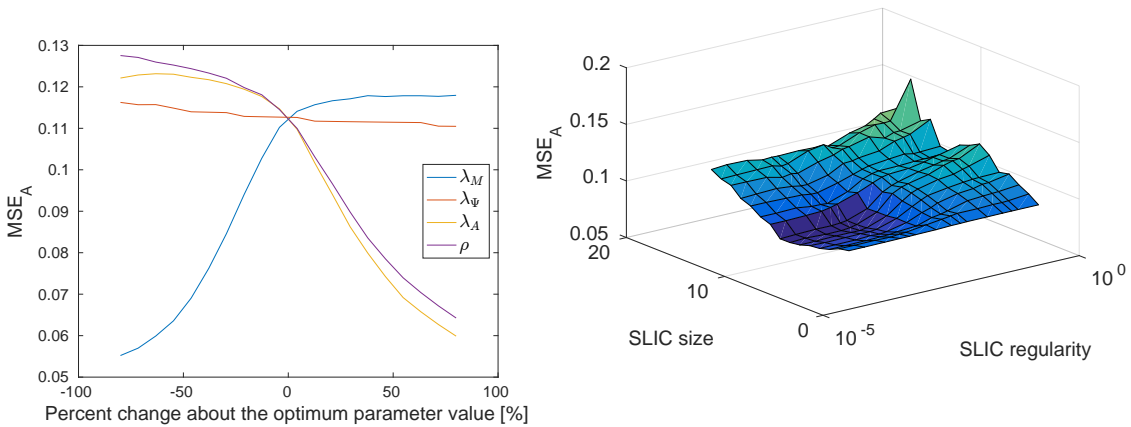 0.13
0.12
0.11
0.1
0.09
0.08
0.07
0.06
0.05
MSE_A
-100
-50
0
50
100
Percent change about the optimum parameter value [%]
λ_M
λ_Ψ
λ_A
ρ
0.2
0.15
0.1
0.05
MSE_A
20
10
0
SLIC size
10^-5
10^0
SLIC regularity